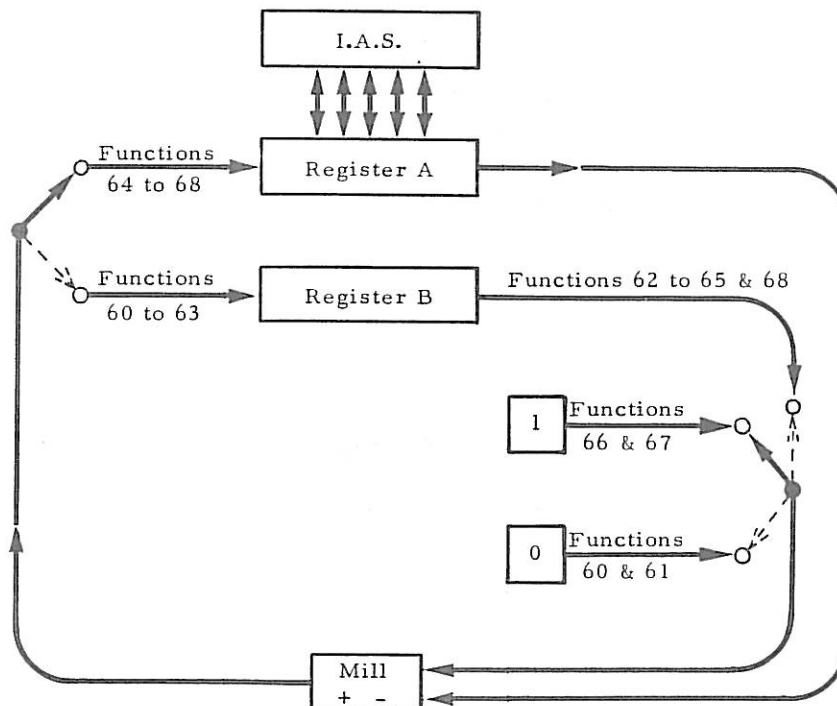 I.A.S.
Functions
64 to 68
Register A
Functions
60 to 63
Register B
Functions 62 to 65 & 68
1
Functions
66 & 67
0
Functions
60 & 61
Mill
+ -